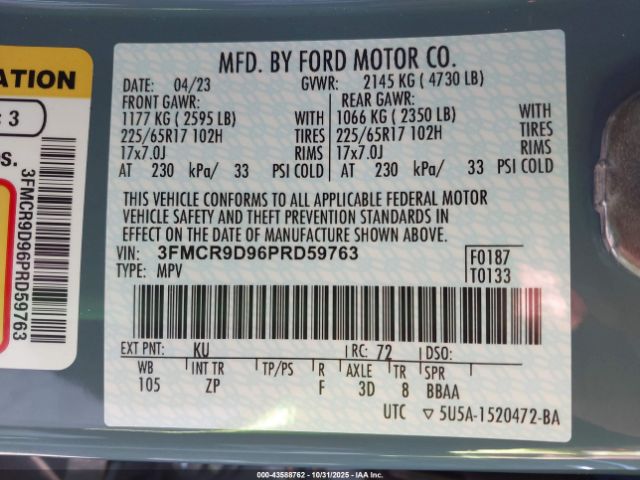 ATION
3
S.
3FMCR9D96PRD59763
MFD. BY FORD MOTOR CO.
DATE: 04/23 GVWR: 2145 KG ( 4730 LB)
FRONT GAWR: REAR GAWR:
1177 KG ( 2595 LB) WITH 1066 KG ( 2350 LB) WITH
225/65R17 102H TIRES 225/65R17 102H TIRES
17x7.0J RIMS 17x7.0J RIMS
AT 230 kPa/ 33 PSI COLD AT 230 kPa/ 33 PSI COLD
THIS VEHICLE CONFORMS TO ALL APPLICABLE FEDERAL MOTOR
VEHICLE SAFETY AND THEFT PREVENTION STANDARDS IN
EFFECT ON THE DATE OF MANUFACTURE SHOWN ABOVE.
VIN: 3FMCR9D96PRD59763 F0187
TYPE: MPV T0133
EXT PNT: KU RC: 72 DSO:
WB INT TR TP/PS R AXLE TR SPR
105 ZP F 3D 8 BBAA
UTC 5U5A-1520472-BA
OWNER - 43588762 - 10/31/2025 - IAA Inc.